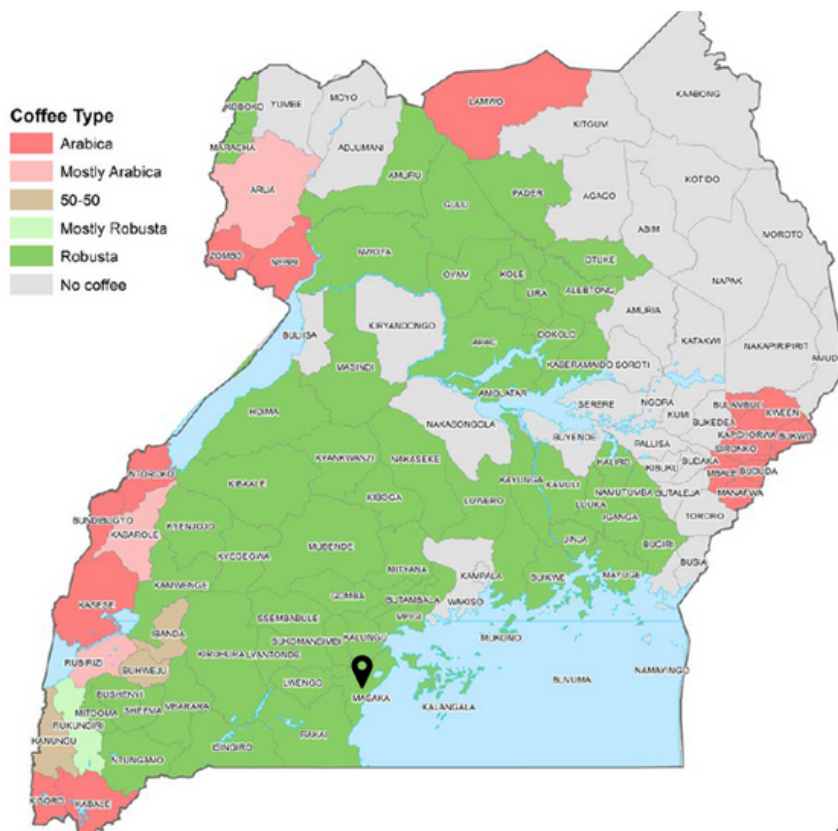 Coffee Type
Arabica
Mostly Arabica
50-50
Mostly Robusta
Robusta
No coffee
KOBOKO
YUMBE
MOYO
LAMWO
KAABONG
MARACHA
ADJUMANI
KITGUM
ARUA
AMURU
GULU
PADER
AGAGO
KOTIDO
ABIM
MOROTO
ZOMBO
NEBBI
NWOYA
OTUKE
OYAM
KOLE
LIRA
ALEBTONG
NAPAK
AMURIA
BULIISA
KIRYANDONGO
APAC
DOKOLO
KATAKWI
NAKAPIRIPIRIT
MASINDI
KABERAMAIDO
SOROTI
HOIMA
AMOLATAR
SERERE
NGORA
KUMI
BUKEDEA
BULAMBULI
KWEEN
NAKASONGOLA
BUYENDE
PALLISA
KAPCHORWA
BUKWO
SIRONKO
KYANKWANZI
NAKASEKE
KALIRO
KIBUKU
BUDAKA
MBALE
BUDUDA
NTOROKO
KIBAALE
KIBOGA
LUWERO
KAYUNGA
KAMULI
NAMUTUMBA
BUTALEJA
MANAFWA
BUNDIBUGYO
KABAROLE
KYENJOJO
LUUKA
IGANGA
TORORO
MUBENDE
JINJA
BUGIRI
KYEGEGWA
MITYANA
KAMPALA
BUSIA
KAMWENGE
GOMBA
BUTAMBALA
WAKISO
BUIKWE
MAYUGE
KASESE
SSEMBABULE
MPIGI
IBANDA
BUKOMANSIMBI
KALUNGU
MUKONO
RUBIRIZI
BUHWEJU
KIRUHURA
LYANTONDE
BUSHENYI
LWENGO
MASAKA
BUVUMA
NAMAYINGO
MITOOMA
SHEEMA
MBARARA
KALANGALA
RUKUNGIRI
KANUNGU
ISINGIRO
RAKAI
NTUNGAMO
KISORO
KABALE